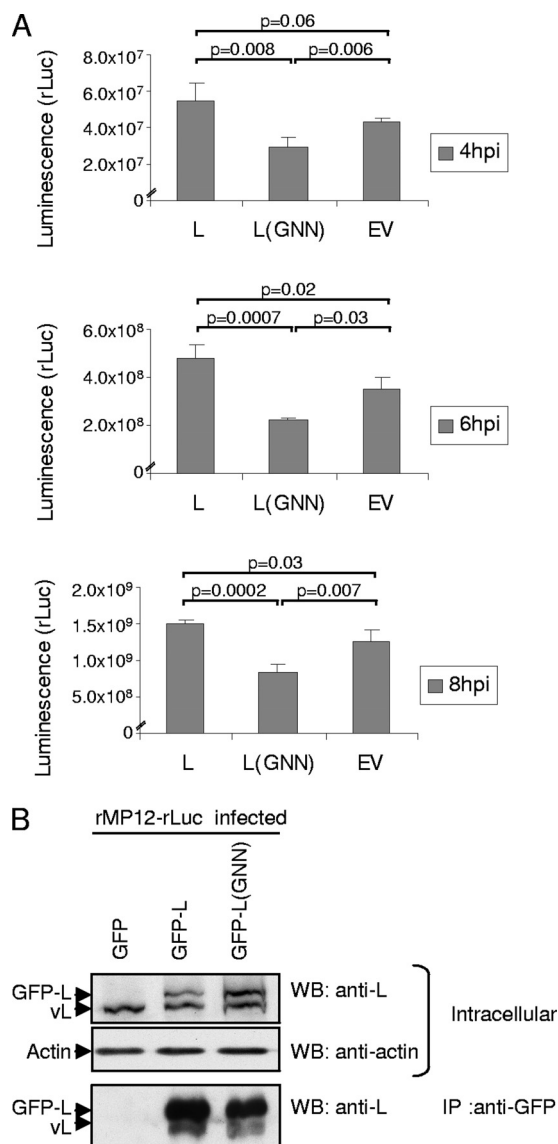 A
p=0.06
p=0.008 p=0.006
Luminescence (rLuc)
8.0x10⁷
6.0x10⁷
4.0x10⁷
2.0x10⁷
0
L L(GNN) EV
4hpi
p=0.02
p=0.0007 p=0.03
Luminescence (rLuc)
6.0x10⁸
4.0x10⁸
2.0x10⁸
0
L L(GNN) EV
6hpi
p=0.03
p=0.0002 p=0.007
Luminescence (rLuc)
2.0x10⁹
1.5x10⁹
1.0x10⁹
5.0x10⁸
0
L L(GNN) EV
8hpi
B
rMP12-rLuc infected
GFP GFP-L GFP-L(GNN)
GFP-L
vL
WB: anti-L
Intracellular
Actin
WB: anti-actin
GFP-L
vL
WB: anti-L IP :anti-GFP